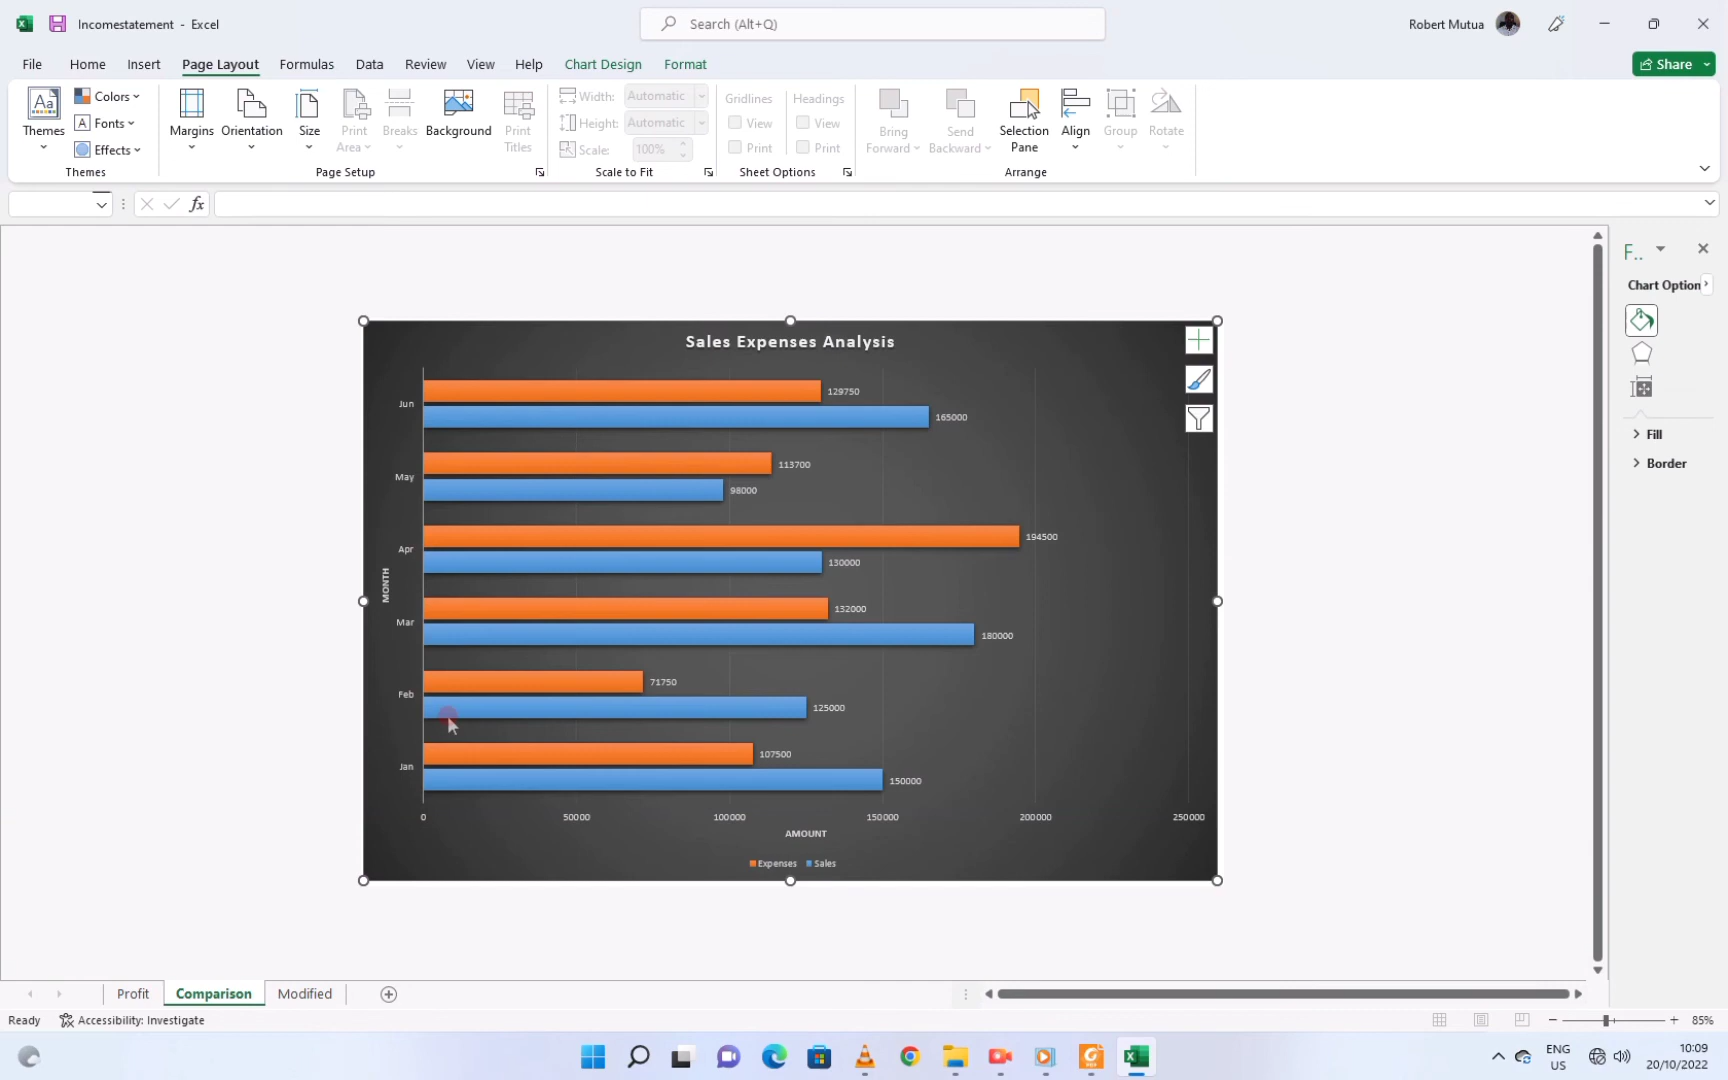 Incomestatement - Excel
Search (Alt+Q)
Robert Mutua
File Home Insert Page Layout Formulas Data Review View Help Chart Design Format
Share
Themes
Colors
Fonts
Effects
Themes
Margins
Orientation
Size
Print Area
Breaks
Background
Print Titles
Page Setup
Width: Automatic
Height: Automatic
Scale: 100%
Scale to Fit
Gridlines
View
Print
Headings
View
Print
Sheet Options
Bring Forward
Send Backward
Selection Pane
Align
Group
Rotate
Arrange
fx
F..
Chart Option
Fill
Border
Sales Expenses Analysis
Jun
129750
165000
May
113700
98000
Apr
194500
130000
MONTH
Mar
132000
180000
Feb
71750
125000
Jan
107500
150000
0 50000 100000 150000 200000 250000
AMOUNT
Expenses Sales
Profit Comparison Modified
Ready Accessibility: Investigate
85%
ENG
US
10:09
20/10/2022